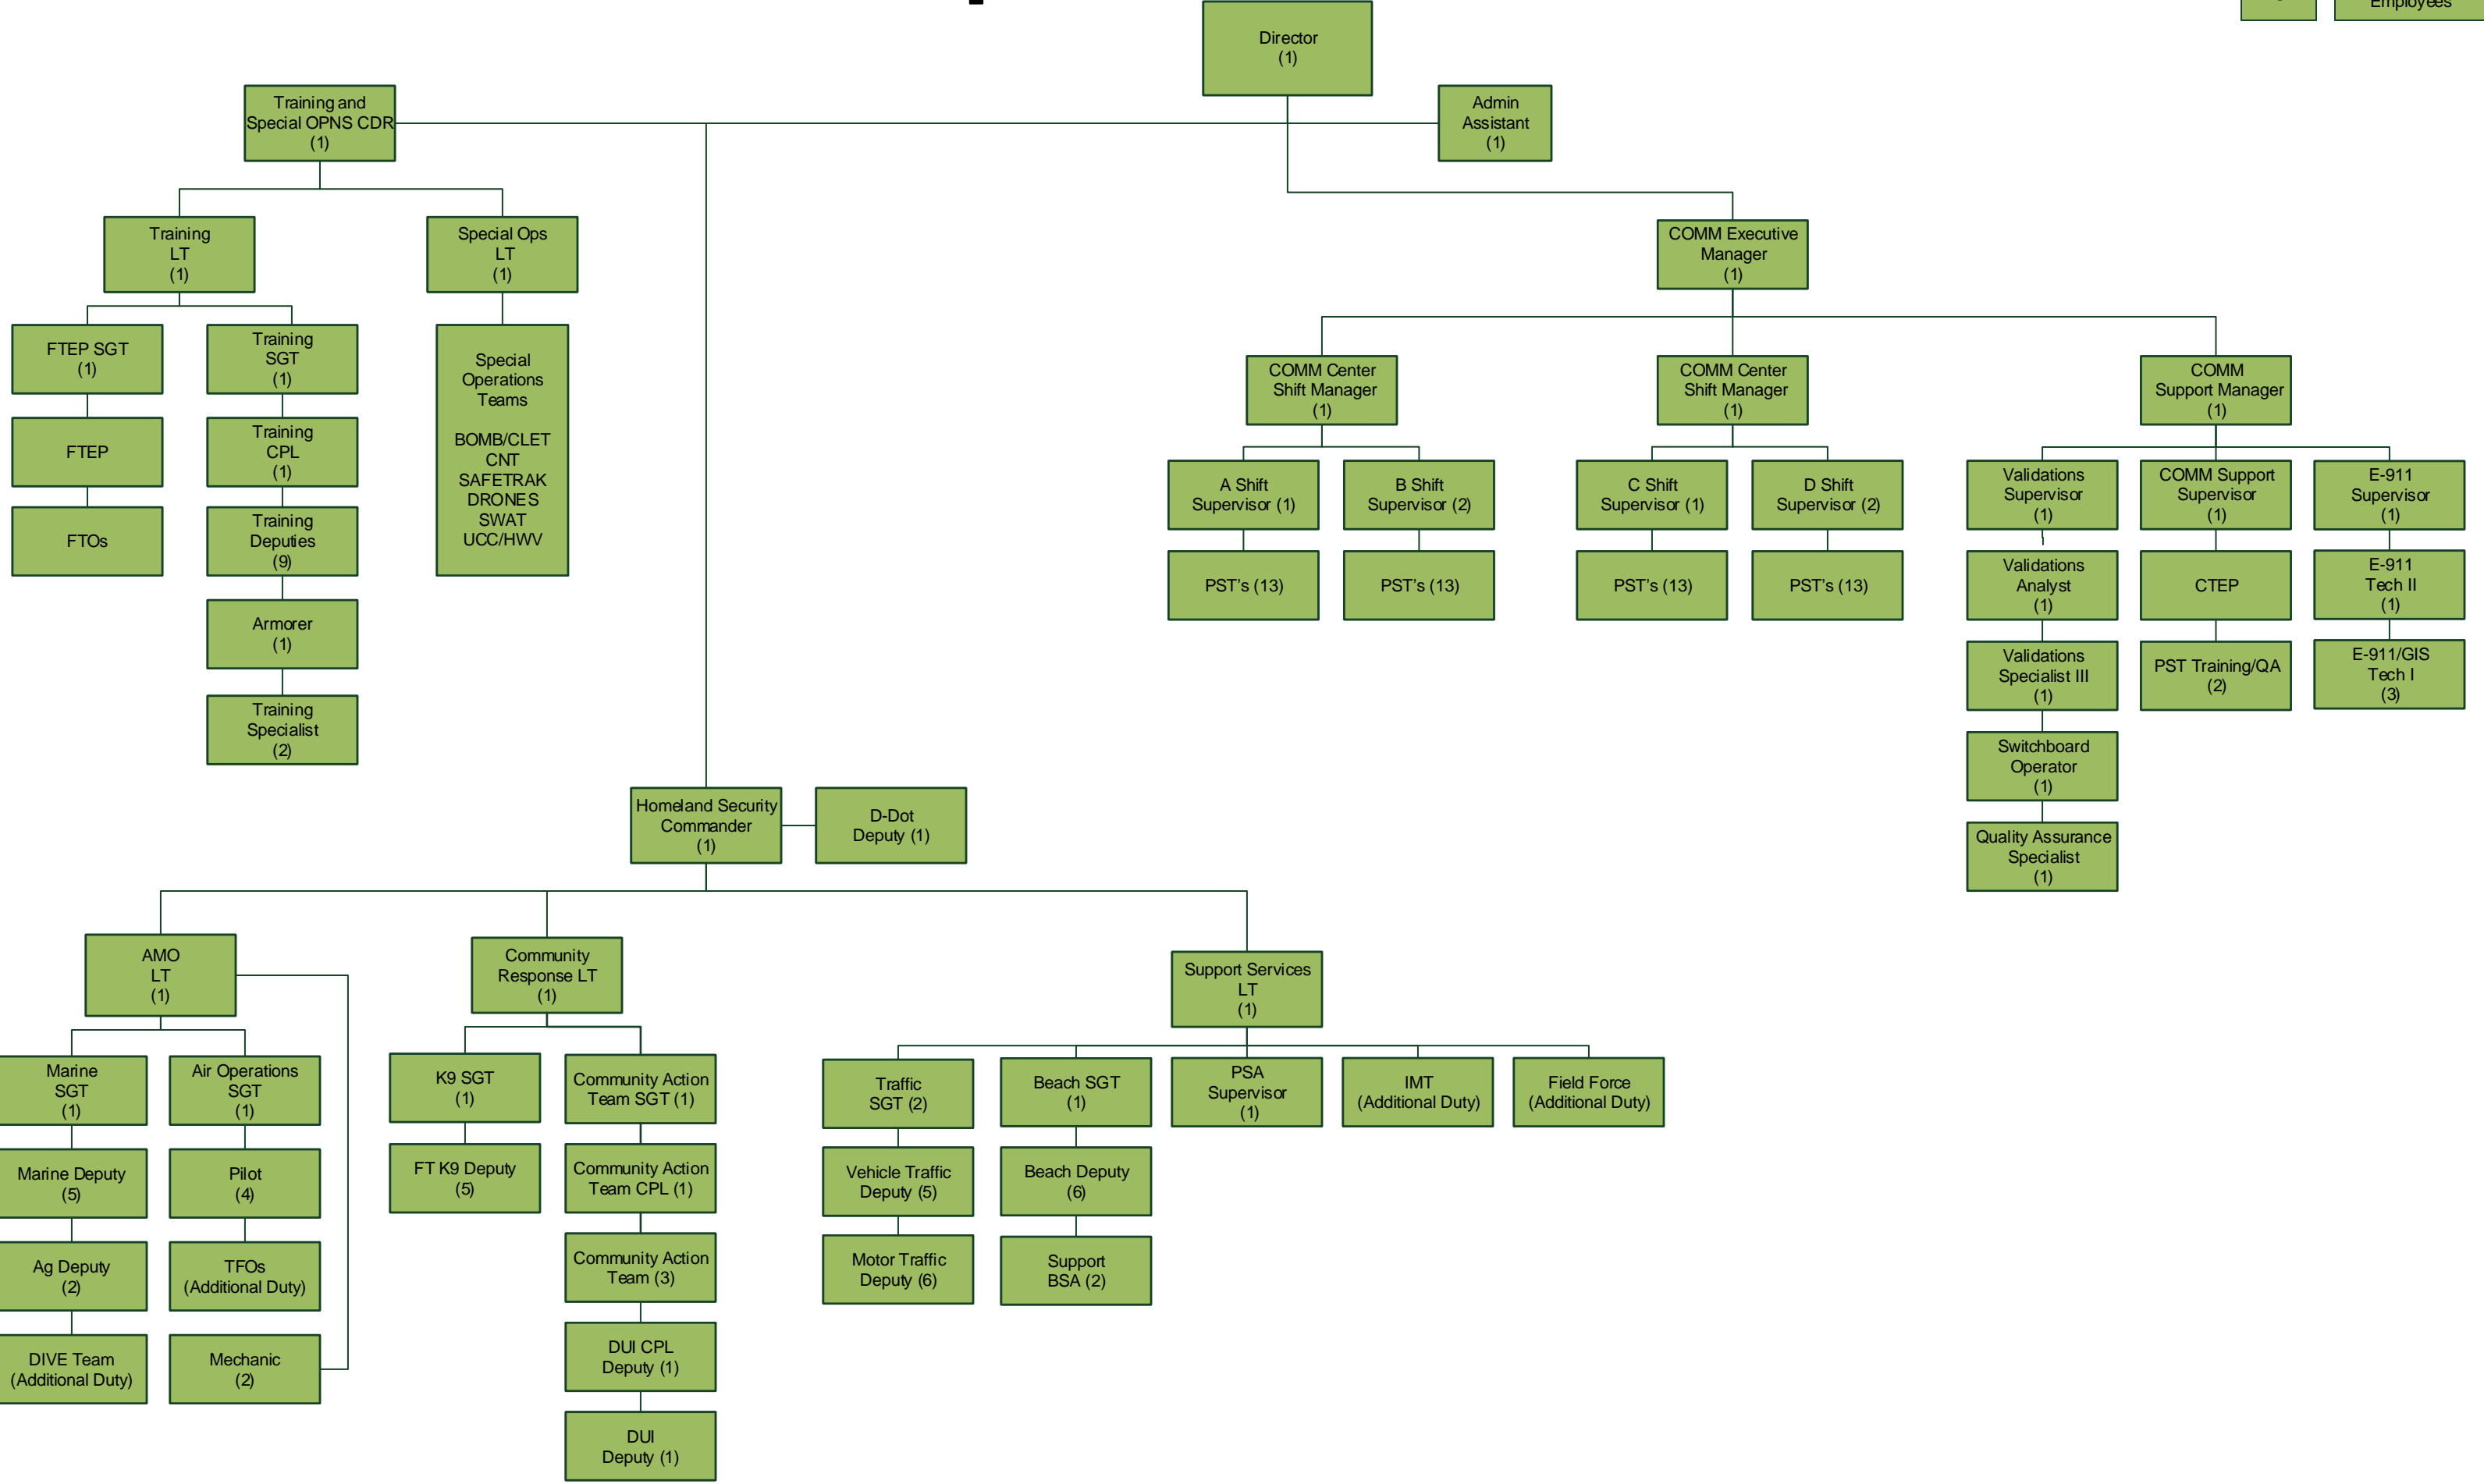 Employees
Director
(1)
Training and
Special OPNS CDR
(1)
Admin
Assistant
(1)
Training
LT
(1)
Special Ops
LT
(1)
COMM Executive
Manager
(1)
FTEP SGT
(1)
Training
SGT
(1)
Special
Operations
Teams
BOMB/CLET
CNT
SAFETRAK
DRONES
SWAT
UCC/HWV
FTEP
Training
CPL
(1)
FTOs
Training
Deputies
(9)
Armorer
(1)
Training
Specialist
(2)
COMM Center
Shift Manager
(1)
COMM Center
Shift Manager
(1)
COMM
Support Manager
(1)
A Shift
Supervisor (1)
B Shift
Supervisor (2)
C Shift
Supervisor (1)
D Shift
Supervisor (2)
Validations
Supervisor
(1)
COMM Support
Supervisor
(1)
E-911
Supervisor
(1)
PST's (13)
PST's (13)
PST's (13)
PST's (13)
Validations
Analyst
(1)
CTEP
E-911
Tech II
(1)
Validations
Specialist III
(1)
PST Training/QA
(2)
E-911/GIS
Tech I
(3)
Switchboard
Operator
(1)
Quality Assurance
Specialist
(1)
Homeland Security
Commander
(1)
D-Dot
Deputy (1)
AMO
LT
(1)
Community
Response LT
(1)
Support Services
LT
(1)
Marine
SGT
(1)
Air Operations
SGT
(1)
K9 SGT
(1)
Community Action
Team SGT (1)
Traffic
SGT (2)
Beach SGT
(1)
PSA
Supervisor
(1)
IMT
(Additional Duty)
Field Force
(Additional Duty)
Marine Deputy
(5)
Pilot
(4)
FT K9 Deputy
(5)
Community Action
Team CPL (1)
Vehicle Traffic
Deputy (5)
Beach Deputy
(6)
Ag Deputy
(2)
TFOs
(Additional Duty)
Community Action
Team (3)
Motor Traffic
Deputy (6)
Support
BSA (2)
DIVE Team
(Additional Duty)
Mechanic
(2)
DUI CPL
Deputy (1)
DUI
Deputy (1)